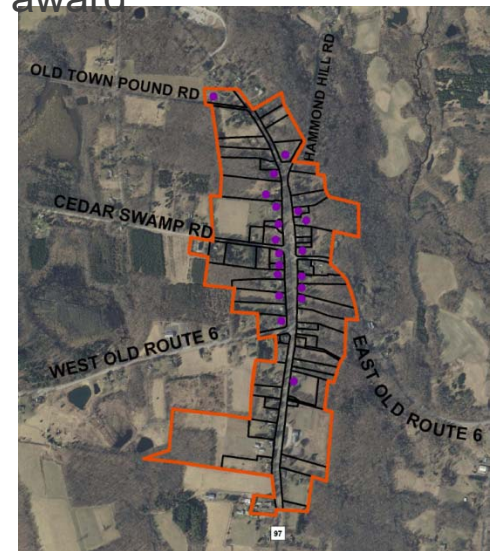 award
OLD TOWN POUND RD
HAMMOND HILL RD
CEDAR SWAMP RD
WEST OLD ROUTE 6
EAST OLD ROUTE 6
97